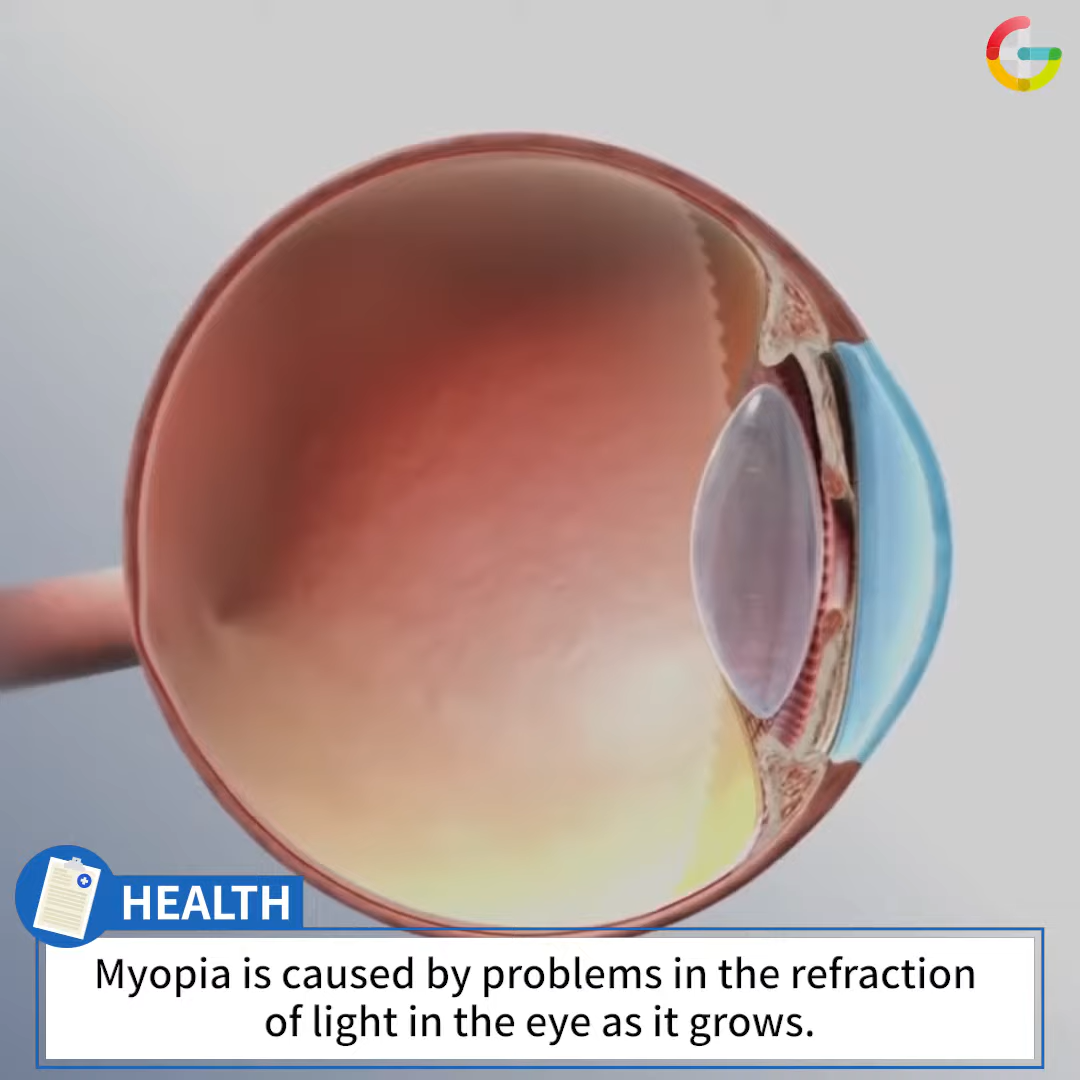 HEALTH
Myopia is caused by problems in the refraction
of light in the eye as it grows.